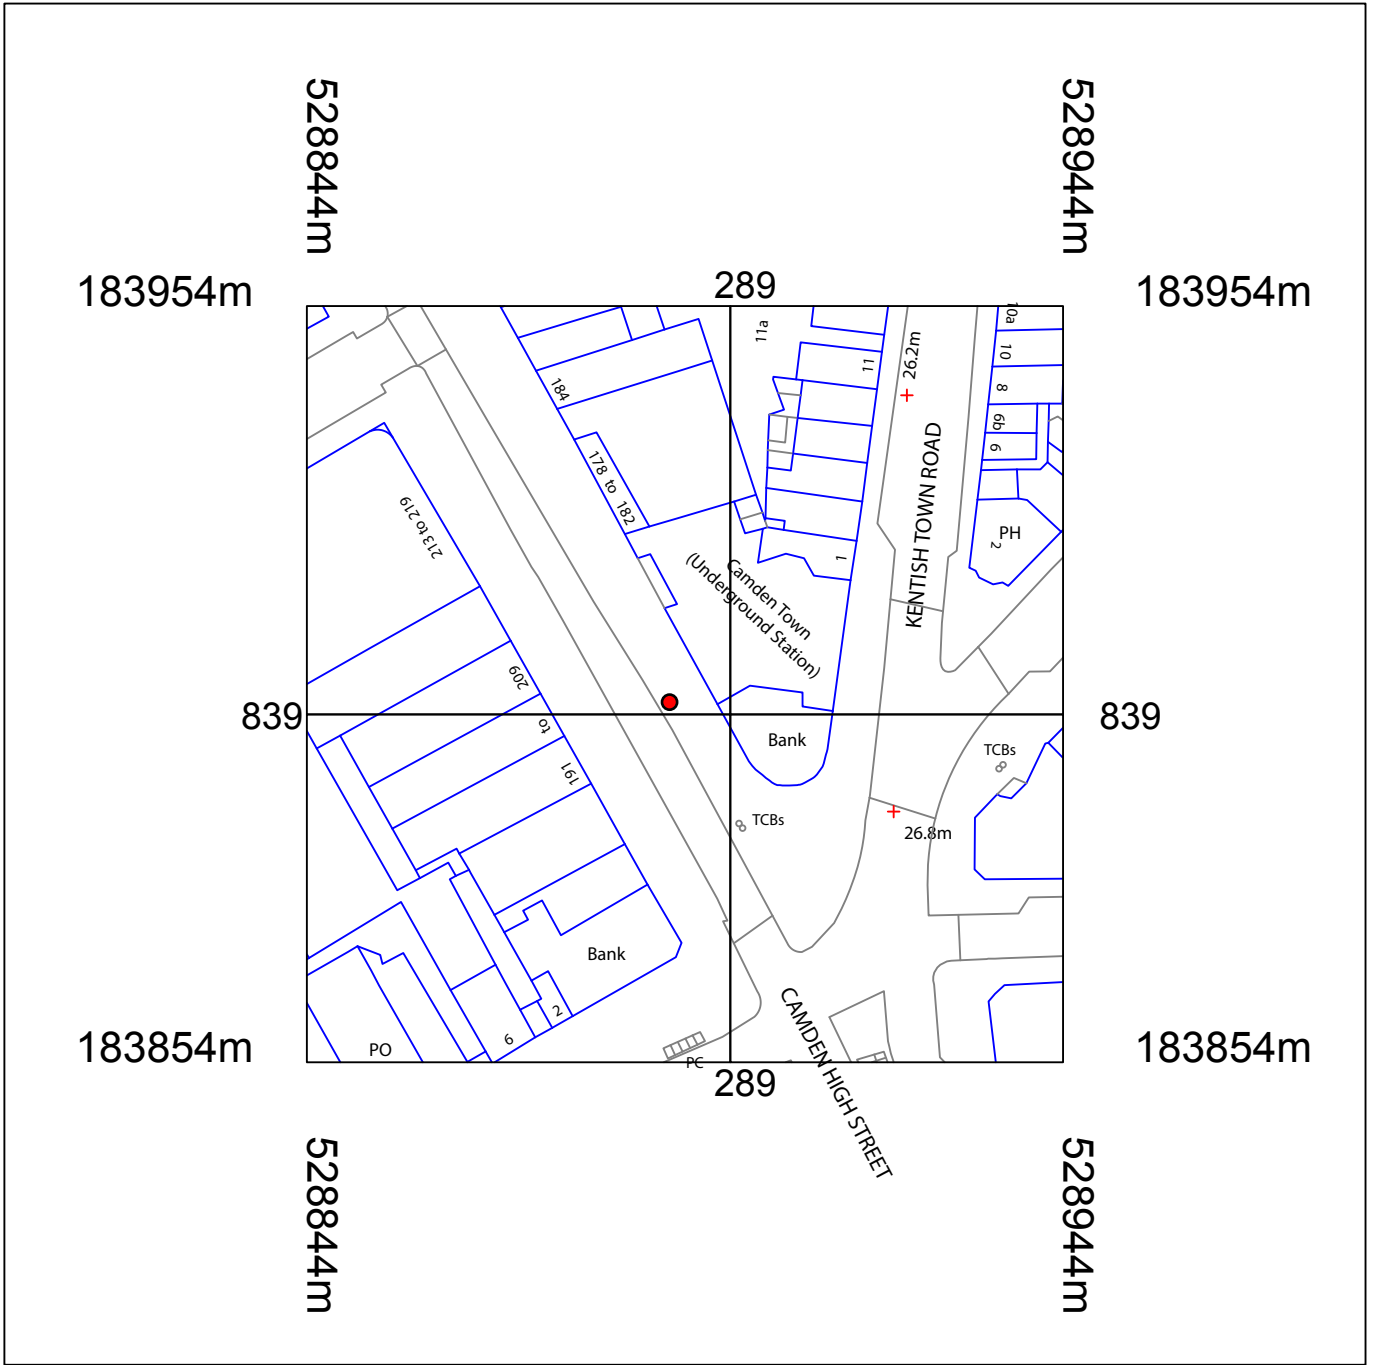 528844m
528944m
183954m
289
183954m
11a
10a
11
26.2m
10
8
184
6b
6
KENTISH TOWN ROAD
178 to 182
213 to 219
PH
2
1
Camden Town
(Underground Station)
209
to
191
839
839
Bank
TCBs
TCBs
26.8m
Bank
2
6
PO
PC
CAMDEN HIGH STREET
183854m
289
183854m
528844m
528944m